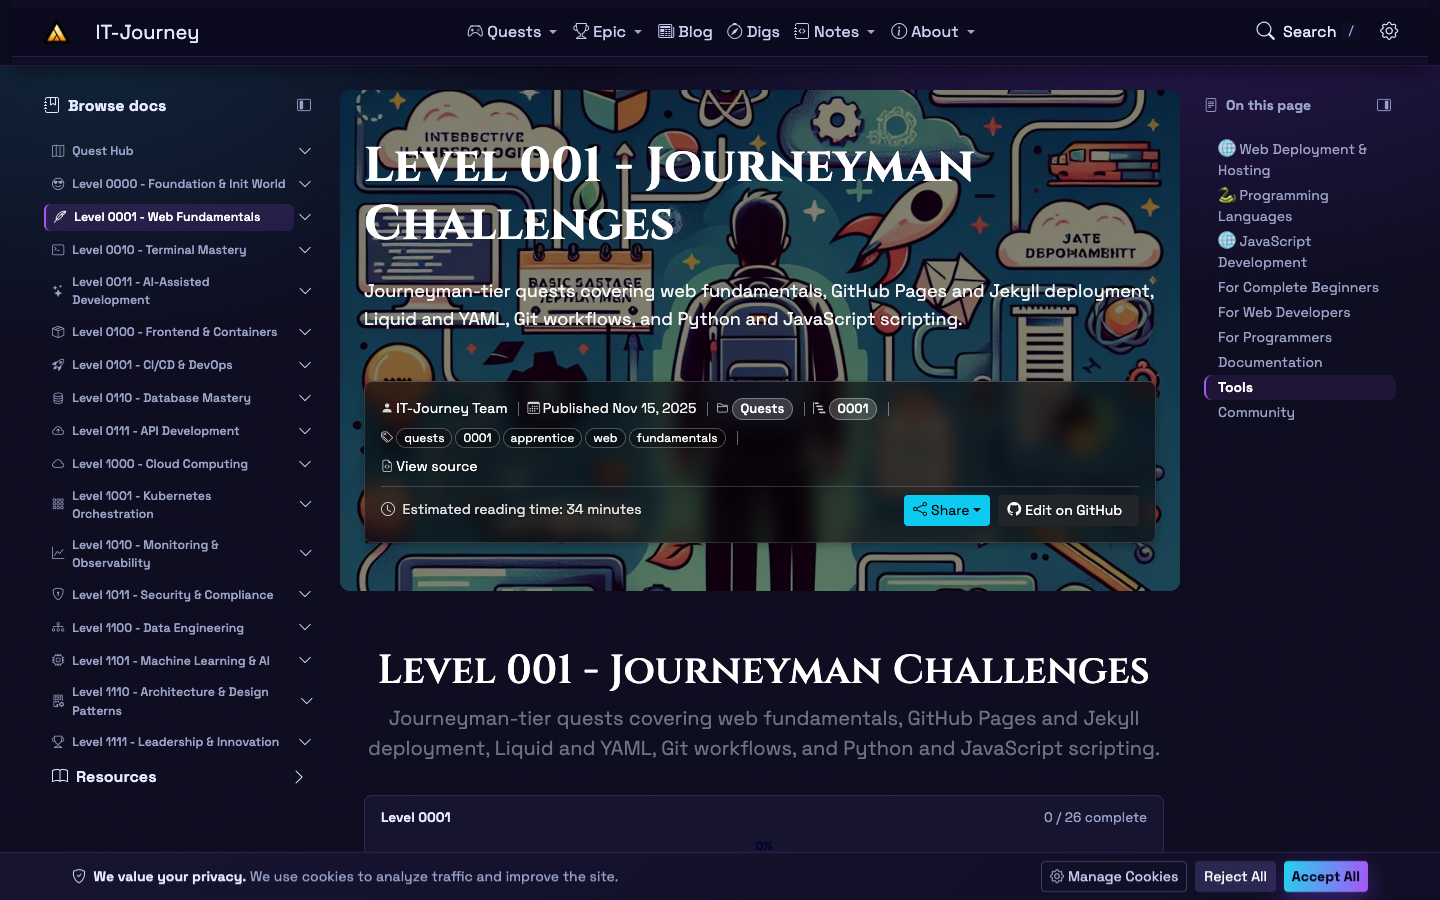 IT-Journey
Quests
Epic
Blog
Digs
Notes
About
Search /
Browse docs
Quest Hub
Level 0000 - Foundation & Init World
Level 0001 - Web Fundamentals
Level 0010 - Terminal Mastery
Level 0011 - AI-Assisted
Development
Level 0100 - Frontend & Containers
Level 0101 - CI/CD & DevOps
Level 0110 - Database Mastery
Level 0111 - API Development
Level 1000 - Cloud Computing
Level 1001 - Kubernetes
Orchestration
Level 1010 - Monitoring &
Observability
Level 1011 - Security & Compliance
Level 1100 - Data Engineering
Level 1101 - Machine Learning & AI
Level 1110 - Architecture & Design
Patterns
Level 1111 - Leadership & Innovation
Resources
INTERECTIVE
Level 001 - Journeyman
Challenges
JATE
DEPOHAMENTT
BASIC SASTAGE
Journeyman-tier quests covering web fundamentals, GitHub Pages and Jekyll deployment,
Liquid and YAML, Git workflows, and Python and JavaScript scripting.
IT-Journey Team
Published Nov 15, 2025
Quests
0001
quests
0001
apprentice
web
fundamentals
View source
Estimated reading time: 34 minutes
Share
Edit on GitHub
Level 001 - Journeyman Challenges
Journeyman-tier quests covering web fundamentals, GitHub Pages and Jekyll
deployment, Liquid and YAML, Git workflows, and Python and JavaScript scripting.
Level 0001
0 / 26 complete
0%
On this page
Web Deployment &
Hosting
Programming
Languages
JavaScript
Development
For Complete Beginners
For Web Developers
For Programmers
Documentation
Tools
Community
We value your privacy. We use cookies to analyze traffic and improve the site.
Manage Cookies
Reject All
Accept All